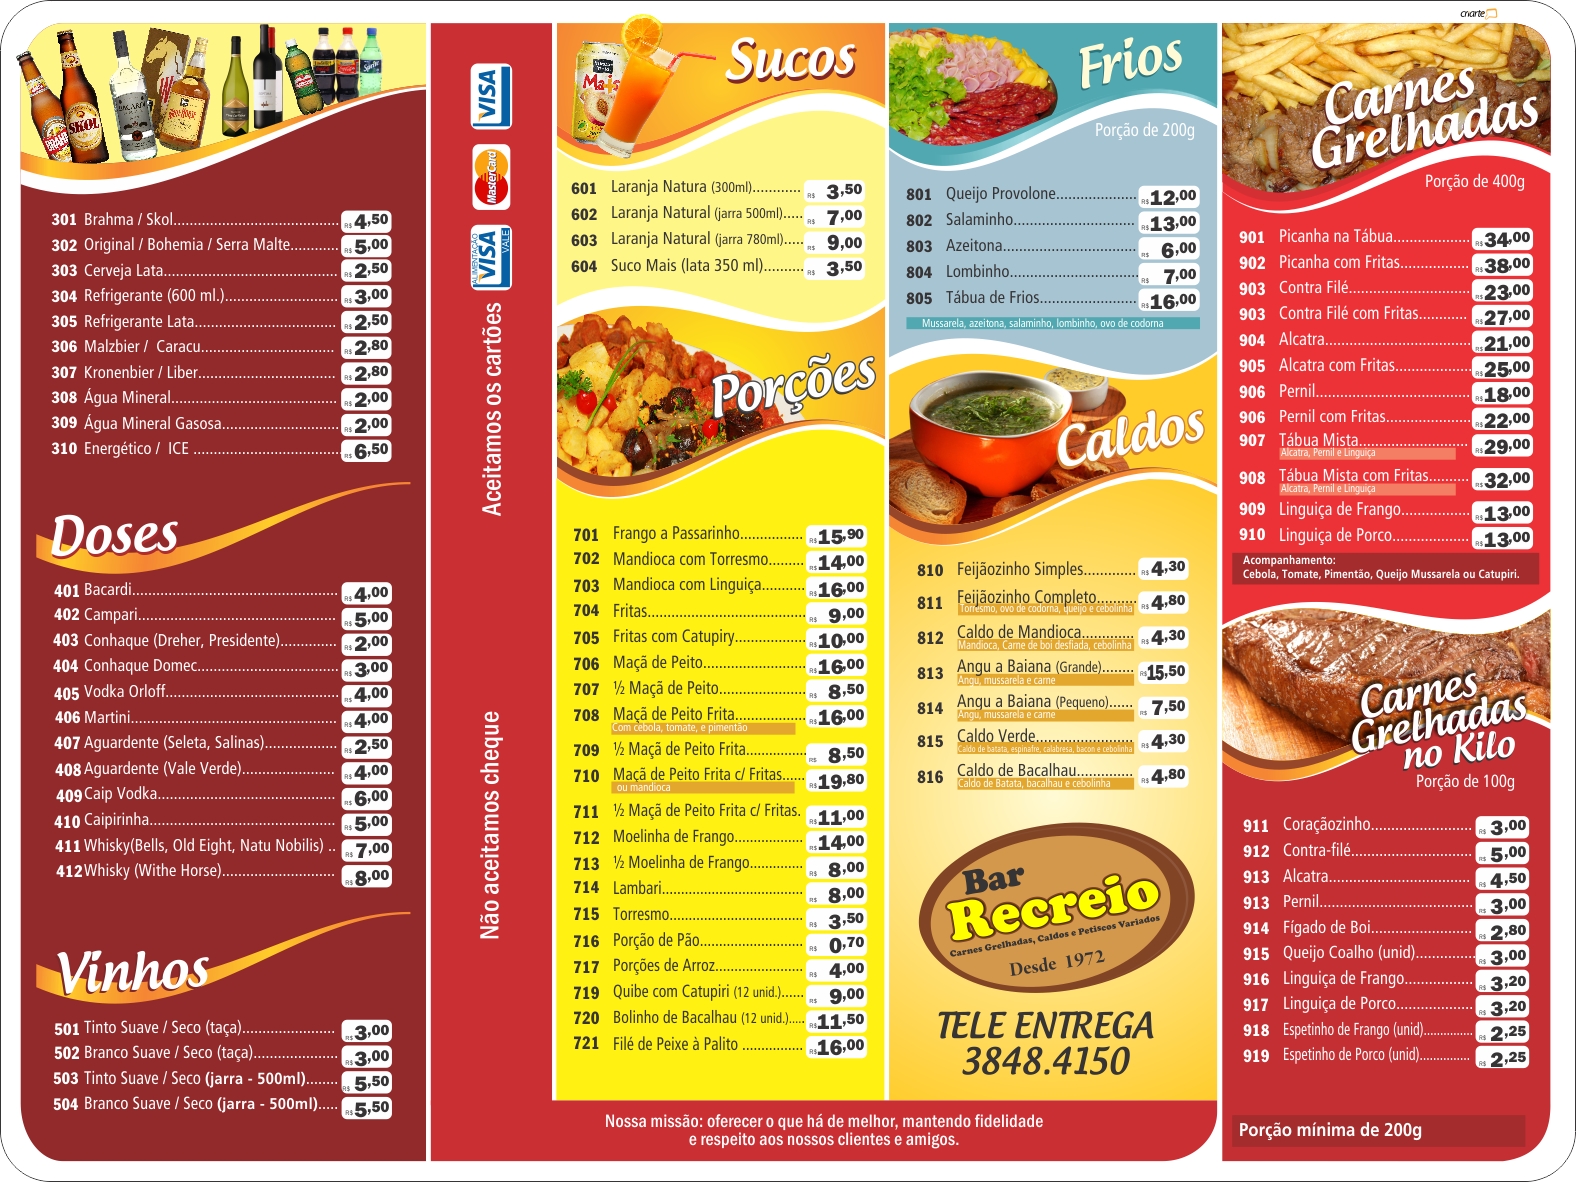 BRAHMA
SKOL
BACARDI
301 Brahma / Skol R$ 4,50
302 Original / Bohemia / Serra Malte R$ 5,00
303 Cerveja Lata R$ 2,50
304 Refrigerante (600 ml.) R$ 3,00
305 Refrigerante Lata R$ 2,50
306 Malzbier / Caracu R$ 2,80
307 Kronenbier / Liber R$ 2,80
308 Água Mineral R$ 2,00
309 Água Mineral Gasosa R$ 2,00
310 Energético / ICE R$ 6,50
Doses
401 Bacardi R$ 4,00
402 Campari R$ 5,00
403 Conhaque (Dreher, Presidente) R$ 2,00
404 Conhaque Domec R$ 3,00
405 Vodka Orloff R$ 4,00
406 Martini R$ 4,00
407 Aguardente (Seleta, Salinas) R$ 2,50
408 Aguardente (Vale Verde) R$ 4,00
409 Caip Vodka R$ 6,00
410 Caipirinha R$ 5,00
411 Whisky(Bells, Old Eight, Natu Nobilis) .. R$ 7,00
412 Whisky (Withe Horse) R$ 8,00
Vinhos
501 Tinto Suave / Seco (taça) R$ 3,00
502 Branco Suave / Seco (taça) R$ 3,00
503 Tinto Suave / Seco (jarra - 500ml) R$ 5,50
504 Branco Suave / Seco (jarra - 500ml) R$ 5,50
VISA
MasterCard
ALIMENTAÇÃO VISA VALE
Aceitamos os cartões
Não aceitamos cheque
Mais
Sucos
601 Laranja Natura (300ml) R$ 3,50
602 Laranja Natural (jarra 500ml) R$ 7,00
603 Laranja Natural (jarra 780ml) R$ 9,00
604 Suco Mais (lata 350 ml) R$ 3,50
Porções
701 Frango a Passarinho R$ 15,90
702 Mandioca com Torresmo R$ 14,00
703 Mandioca com Linguiça R$ 16,00
704 Fritas R$ 9,00
705 Fritas com Catupiry R$ 10,00
706 Maçã de Peito R$ 16,00
707 ½ Maçã de Peito R$ 8,50
708 Maçã de Peito Frita R$ 16,00
Com cebola, tomate, e pimentão
709 ½ Maçã de Peito Frita R$ 8,50
710 Maçã de Peito Frita c/ Fritas R$ 19,80
ou mandioca
711 ½ Maçã de Peito Frita c/ Fritas. R$ 11,00
712 Moelinha de Frango R$ 14,00
713 ½ Moelinha de Frango R$ 8,00
714 Lambari R$ 8,00
715 Torresmo R$ 3,50
716 Porção de Pão R$ 0,70
717 Porções de Arroz R$ 4,00
719 Quibe com Catupiri (12 unid.) R$ 9,00
720 Bolinho de Bacalhau (12 unid.) R$ 11,50
721 Filé de Peixe à Palito R$ 16,00
Frios
Porção de 200g
801 Queijo Provolone R$ 12,00
802 Salaminho R$ 13,00
803 Azeitona R$ 6,00
804 Lombinho R$ 7,00
805 Tábua de Frios R$ 16,00
Mussarela, azeitona, salaminho, lombinho, ovo de codorna
Caldos
810 Feijãozinho Simples R$ 4,30
811 Feijãozinho Completo R$ 4,80
Torresmo, ovo de codorna, queijo e cebolinha
812 Caldo de Mandioca R$ 4,30
Mandioca, Carne de boi desfiada, cebolinha
813 Angu a Baiana (Grande) R$ 15,50
Angu, mussarela e carne
814 Angu a Baiana (Pequeno) R$ 7,50
Angu, mussarela e carne
815 Caldo Verde R$ 4,30
Caldo de batata, espinafre, calabresa, bacon e cebolinha
816 Caldo de Bacalhau R$ 4,80
Caldo de Batata, bacalhau e cebolinha
Bar
Recreio
Carnes Grelhadas, Caldos e Petiscos Variados
Desde 1972
TELE ENTREGA
3848.4150
Nossa missão: oferecer o que há de melhor, mantendo fidelidade
e respeito aos nossos clientes e amigos.
criarte
Carnes
Grelhadas
Porção de 400g
901 Picanha na Tábua R$ 34,00
902 Picanha com Fritas R$ 38,00
903 Contra Filé R$ 23,00
903 Contra Filé com Fritas R$ 27,00
904 Alcatra R$ 21,00
905 Alcatra com Fritas R$ 25,00
906 Pernil R$ 18,00
906 Pernil com Fritas R$ 22,00
907 Tábua Mista R$ 29,00
Alcatra, Pernil e Linguiça
908 Tábua Mista com Fritas R$ 32,00
Alcatra, Pernil e Linguiça
909 Linguiça de Frango R$ 13,00
910 Linguiça de Porco R$ 13,00
Acompanhamento:
Cebola, Tomate, Pimentão, Queijo Mussarela ou Catupiri.
Carnes
Grelhadas
no Kilo
Porção de 100g
911 Coraçãozinho R$ 3,00
912 Contra-filé R$ 5,00
913 Alcatra R$ 4,50
913 Pernil R$ 3,00
914 Fígado de Boi R$ 2,80
915 Queijo Coalho (unid) R$ 3,00
916 Linguiça de Frango R$ 3,20
917 Linguiça de Porco R$ 3,20
918 Espetinho de Frango (unid) R$ 2,25
919 Espetinho de Porco (unid) R$ 2,25
Porção mínima de 200g